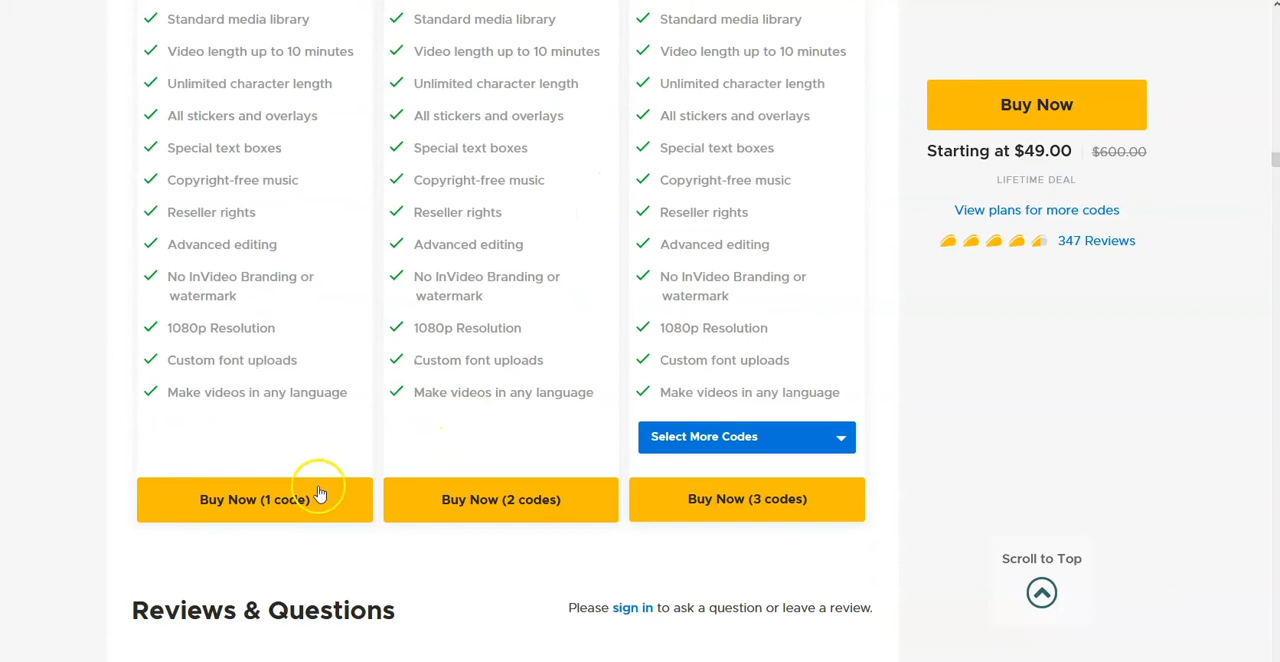 Standard media library
Video length up to 10 minutes
Unlimited character length
All stickers and overlays
Special text boxes
Copyright-free music
Reseller rights
Advanced editing
No InVideo Branding or
watermark
1080p Resolution
Custom font uploads
Make videos in any language
Buy Now (1 code)
Standard media library
Video length up to 10 minutes
Unlimited character length
All stickers and overlays
Special text boxes
Copyright-free music
Reseller rights
Advanced editing
No InVideo Branding or
watermark
1080p Resolution
Custom font uploads
Make videos in any language
Buy Now (2 codes)
Standard media library
Video length up to 10 minutes
Unlimited character length
All stickers and overlays
Special text boxes
Copyright-free music
Reseller rights
Advanced editing
No InVideo Branding or
watermark
1080p Resolution
Custom font uploads
Make videos in any language
Select More Codes
Buy Now (3 codes)
Buy Now
Starting at $49.00 $600.00
LIFETIME DEAL
View plans for more codes
347 Reviews
Scroll to Top
Reviews & Questions
Please sign in to ask a question or leave a review.